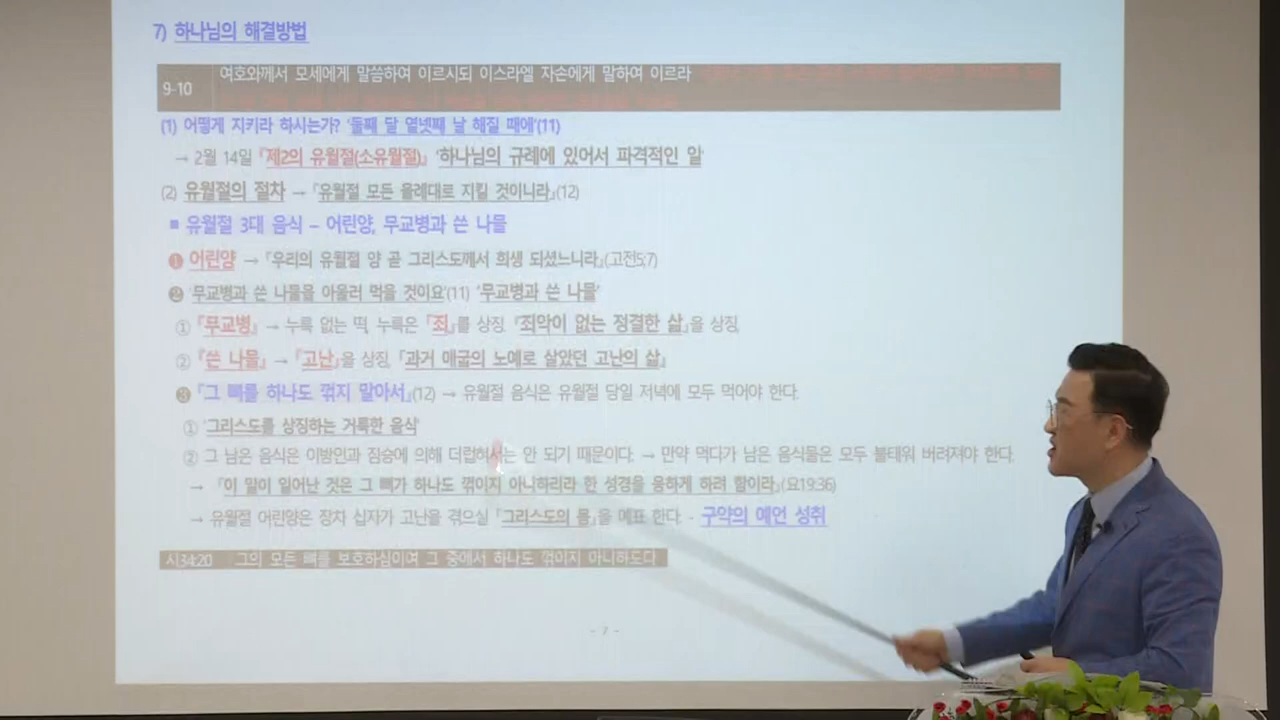 7) 하나님의 해결방법
9-10 여호와께서 모세에게 말씀하여 이르시되 이스라엘 자손에게 말하여 이르라
(1) 어떻게 지키라 하시는가? '둘째 달 열넷째 날 해질 때에'(11)
→ 2월 14일 『제2의 유월절(소유월절)』 '하나님의 규례에 있어서 파격적인 일'
(2) 유월절의 절차 → 『유월절 모든 율례대로 지킬 것이니라』(12)
■ 유월절 3대 음식 – 어린양, 무교병과 쓴 나물
❶ 어린양 → 『우리의 유월절 양 곧 그리스도께서 희생 되셨느니라』(고전5:7)
❷ '무교병과 쓴 나물을 아울러 먹을 것이요'(11) '무교병과 쓴 나물'
① 『무교병』 → 누룩 없는 떡, 누룩은 『죄』를 상징, 『죄악이 없는 정결한 삶』을 상징,
② 『쓴 나물』 → 『고난』을 상징, 『과거 애굽의 노예로 살았던 고난의 삶』
❸ 『그 뼈를 하나도 꺾지 말아서』(12) → 유월절 음식은 유월절 당일 저녁에 모두 먹어야 한다.
① '그리스도를 상징하는 거룩한 음식'
② 그 남은 음식은 이방인과 짐승에 의해 더럽혀서는 안 되기 때문이다. → 만약 먹다가 남은 음식물은 모두 불태워 버려져야 한다.
→ 『이 일이 일어난 것은 그 뼈가 하나도 꺾이지 아니하리라 한 성경을 응하게 하려 함이라』(요19:36)
→ 유월절 어린양은 장차 십자가 고난을 겪으실 『그리스도의 몸』을 예표 한다. - 구약의 예언 성취
시34:20 그의 모든 뼈를 보호하심이여 그 중에서 하나도 꺾이지 아니하도다
- 7 -